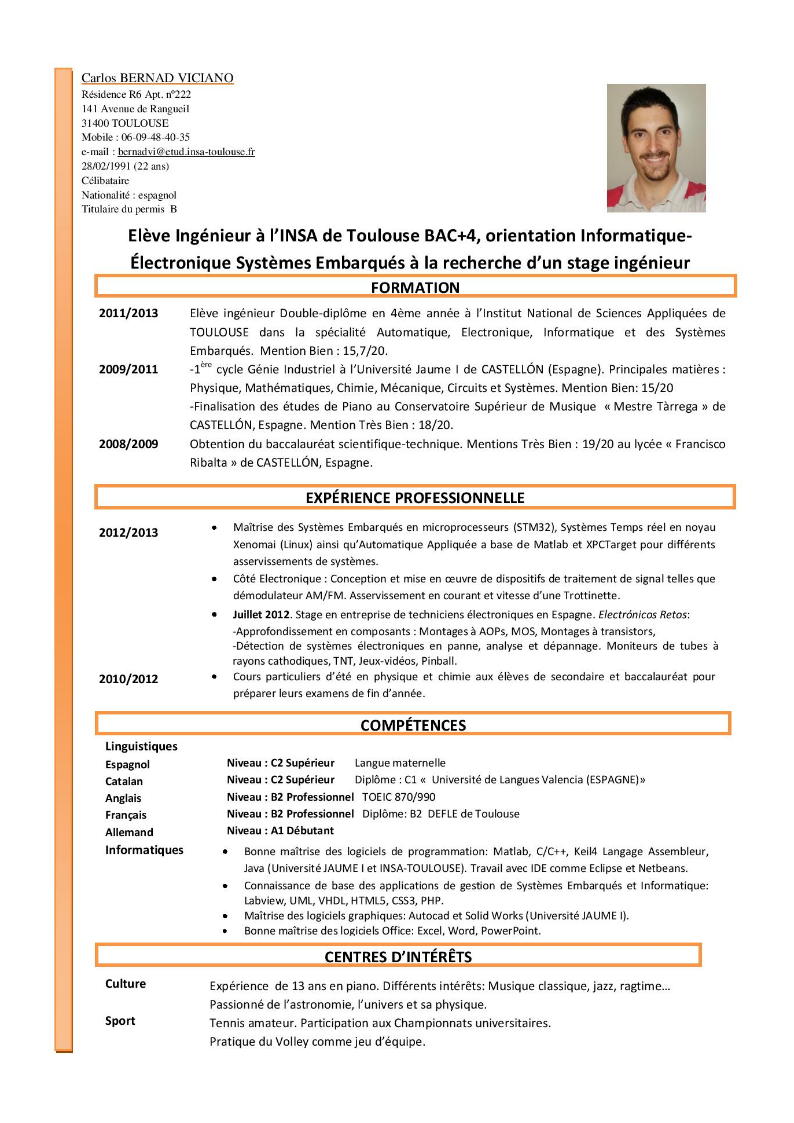 Carlos BERNAD VICIANO
Résidence R6 Apt. nº222
141 Avenue de Rangueil
31400 TOULOUSE
Mobile : 06-09-48-40-35
e-mail : bernadvi@etud.insa-toulouse.fr
28/02/1991 (22 ans)
Célibataire
Nationalité : espagnol
Titulaire du permis B
Elève Ingénieur à l’INSA de Toulouse BAC+4, orientation Informatique-
Électronique Systèmes Embarqués à la recherche d’un stage ingénieur
FORMATION
2011/2013 Elève ingénieur Double-diplôme en 4ème année à l’Institut National de Sciences Appliquées de
TOULOUSE dans la spécialité Automatique, Electronique, Informatique et des Systèmes
Embarqués. Mention Bien : 15,7/20.
2009/2011 -1ère cycle Génie Industriel à l’Université Jaume I de CASTELLÓN (Espagne). Principales matières :
Physique, Mathématiques, Chimie, Mécanique, Circuits et Systèmes. Mention Bien: 15/20
-Finalisation des études de Piano au Conservatoire Supérieur de Musique « Mestre Tàrrega » de
CASTELLÓN, Espagne. Mention Très Bien : 18/20.
2008/2009 Obtention du baccalauréat scientifique-technique. Mentions Très Bien : 19/20 au lycée « Francisco
Ribalta » de CASTELLÓN, Espagne.
EXPÉRIENCE PROFESSIONNELLE
2012/2013 • Maîtrise des Systèmes Embarqués en microprocesseurs (STM32), Systèmes Temps réel en noyau
Xenomai (Linux) ainsi qu’Automatique Appliquée a base de Matlab et XPCTarget pour différents
asservissements de systèmes.
• Côté Electronique : Conception et mise en œuvre de dispositifs de traitement de signal telles que
démodulateur AM/FM. Asservissement en courant et vitesse d’une Trottinette.
• Juillet 2012. Stage en entreprise de techniciens électroniques en Espagne. Electrónicos Retos:
-Approfondissement en composants : Montages à AOPs, MOS, Montages à transistors,
-Détection de systèmes électroniques en panne, analyse et dépannage. Moniteurs de tubes à
rayons cathodiques, TNT, Jeux-vidéos, Pinball.
2010/2012 • Cours particuliers d’été en physique et chimie aux élèves de secondaire et baccalauréat pour
préparer leurs examens de fin d’année.
COMPÉTENCES
Linguistiques
Espagnol Niveau : C2 Supérieur Langue maternelle
Catalan Niveau : C2 Supérieur Diplôme : C1 « Université de Langues Valencia (ESPAGNE)»
Anglais Niveau : B2 Professionnel TOEIC 870/990
Français Niveau : B2 Professionnel Diplôme: B2 DEFLE de Toulouse
Allemand Niveau : A1 Débutant
Informatiques • Bonne maîtrise des logiciels de programmation: Matlab, C/C++, Keil4 Langage Assembleur,
Java (Université JAUME I et INSA-TOULOUSE). Travail avec IDE comme Eclipse et Netbeans.
• Connaissance de base des applications de gestion de Systèmes Embarqués et Informatique:
Labview, UML, VHDL, HTML5, CSS3, PHP.
• Maîtrise des logiciels graphiques: Autocad et Solid Works (Université JAUME I).
• Bonne maîtrise des logiciels Office: Excel, Word, PowerPoint.
CENTRES D’INTÉRÊTS
Culture Expérience de 13 ans en piano. Différents intérêts: Musique classique, jazz, ragtime…
Passionné de l’astronomie, l’univers et sa physique.
Sport Tennis amateur. Participation aux Championnats universitaires.
Pratique du Volley comme jeu d’équipe.